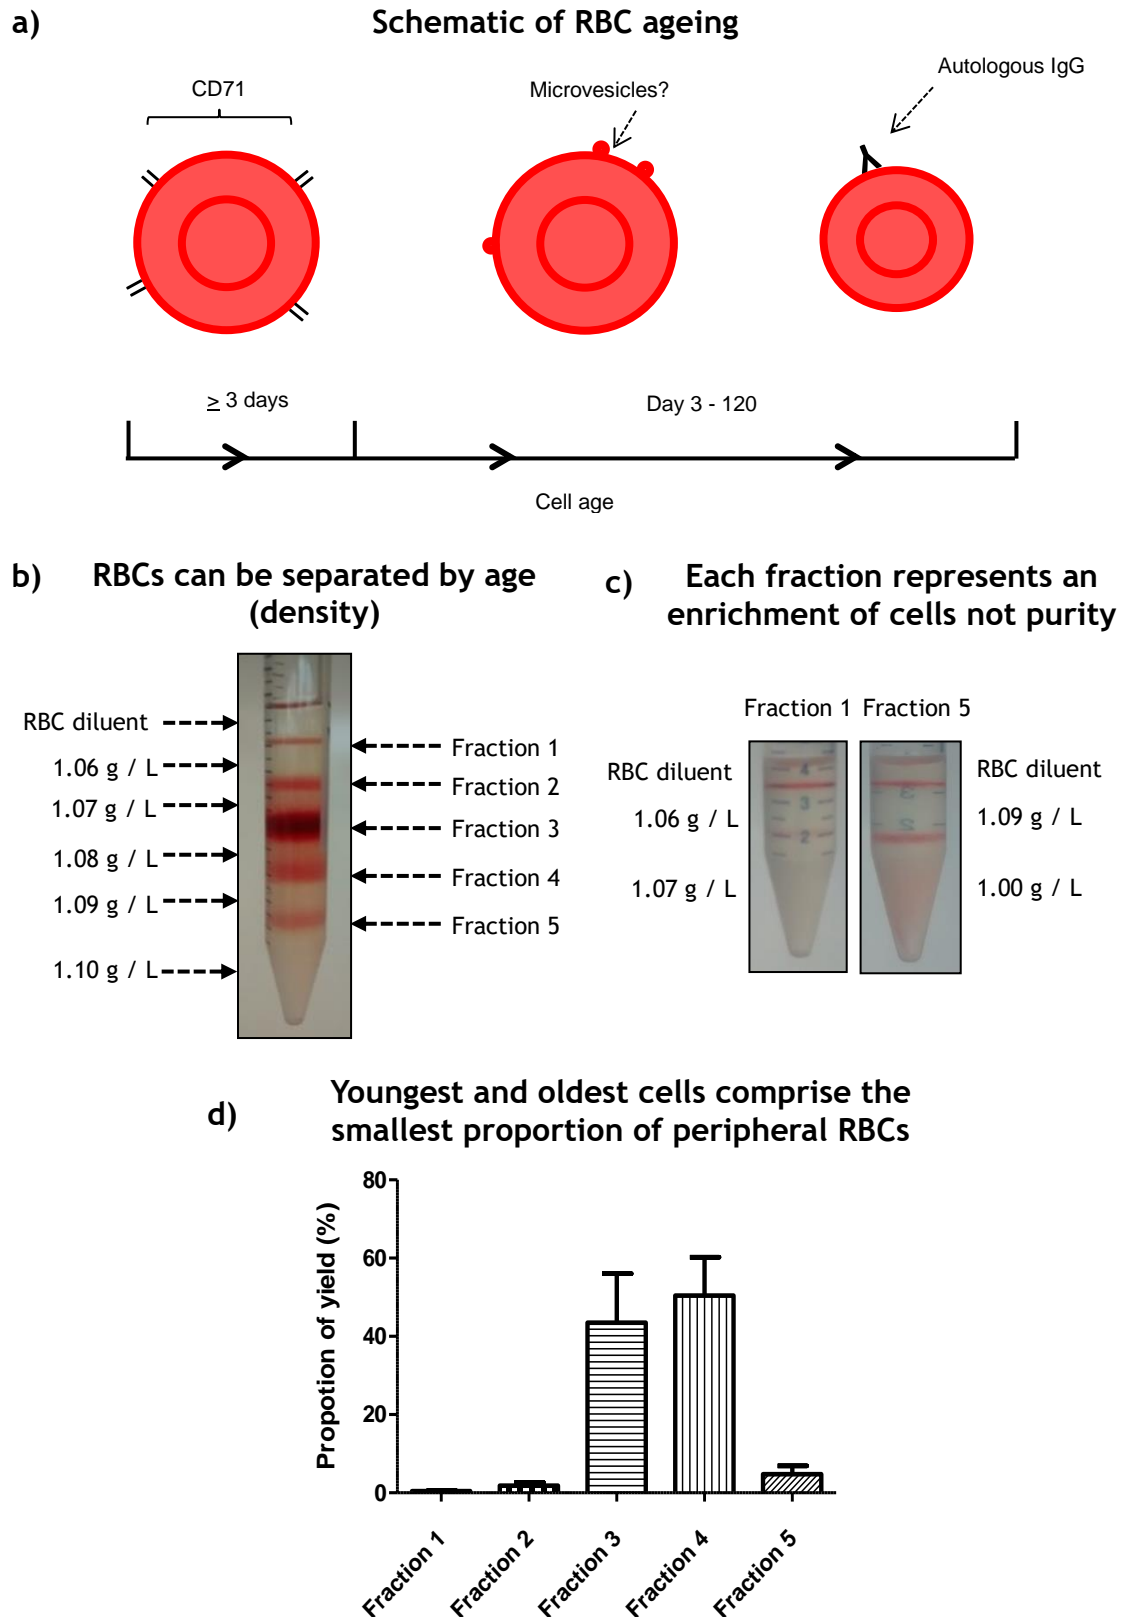 a)
Schematic of RBC ageing
CD71
Microvesicles?
Autologous IgG
≥ 3 days
Day 3 - 120
Cell age
b)
RBCs can be separated by age
(density)
RBC diluent
1.06 g / L
1.07 g / L
1.08 g / L
1.09 g / L
1.10 g / L
Fraction 1
Fraction 2
Fraction 3
Fraction 4
Fraction 5
c)
Each fraction represents an
enrichment of cells not purity
Fraction 1 Fraction 5
RBC diluent
1.06 g / L
1.07 g / L
4
3
2
RBC diluent
1.09 g / L
1.00 g / L
d)
Youngest and oldest cells comprise the
smallest proportion of peripheral RBCs
Propotion of yield (%)
80
60
40
20
0
Fraction 1
Fraction 2
Fraction 3
Fraction 4
Fraction 5